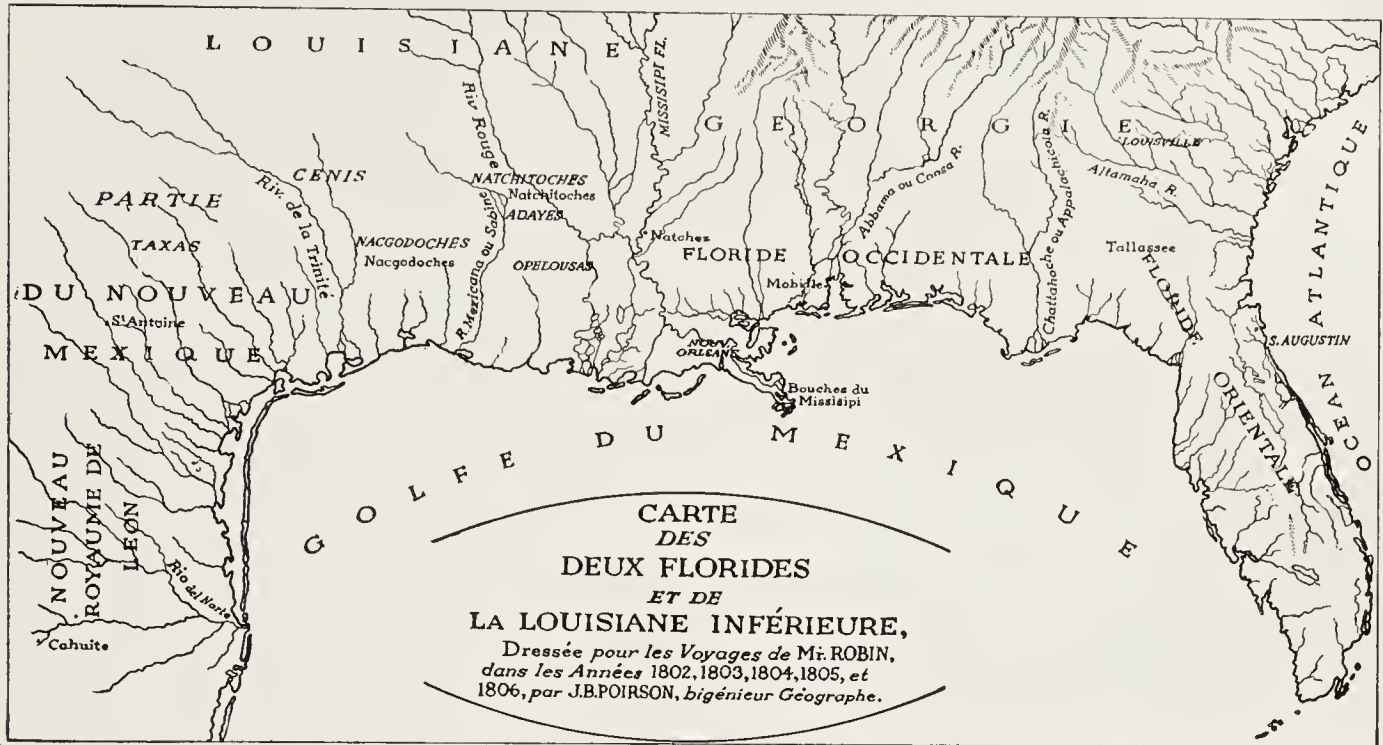 LOUISIANE
MISSISIPI FL.
Riv Rouge
GEORGIE
LOUISVILLE
Altamaha R.
OCEAN ATLANTIQUE
CENIS
Riv. de la Trinité
NATCHITOCHES
Natchitoches
ADAYES
R. Mexicana ou Sabine
Abbama ou Coosa R.
Chattahoche ou Appalachicola R.
PARTIE
TAXAS
NACGODOCHES
Nacgodoches
OPELOUSAS
Natches
FLORIDE
OCCIDENTALE
Tallassee
Mobille
DU NOUVEAU
St Antoine
MEXIQUE
NOUV.
ORLEANS
Bouches du
Missisipi
FLORIDE
ORIENTALE
S. AUGUSTIN
GOLFE DU MEXIQUE
NOUVEAU
ROYAUME DE
LEON
Rio del Norte
Cahuite
CARTE
DES
DEUX FLORIDES
ET DE
LA LOUISIANE INFÉRIEURE,
Dressée pour les Voyages de Mr. ROBIN,
dans les Années 1802, 1803, 1804, 1805, et
1806, par J.B. POIRSON, bigénieur Géographe.